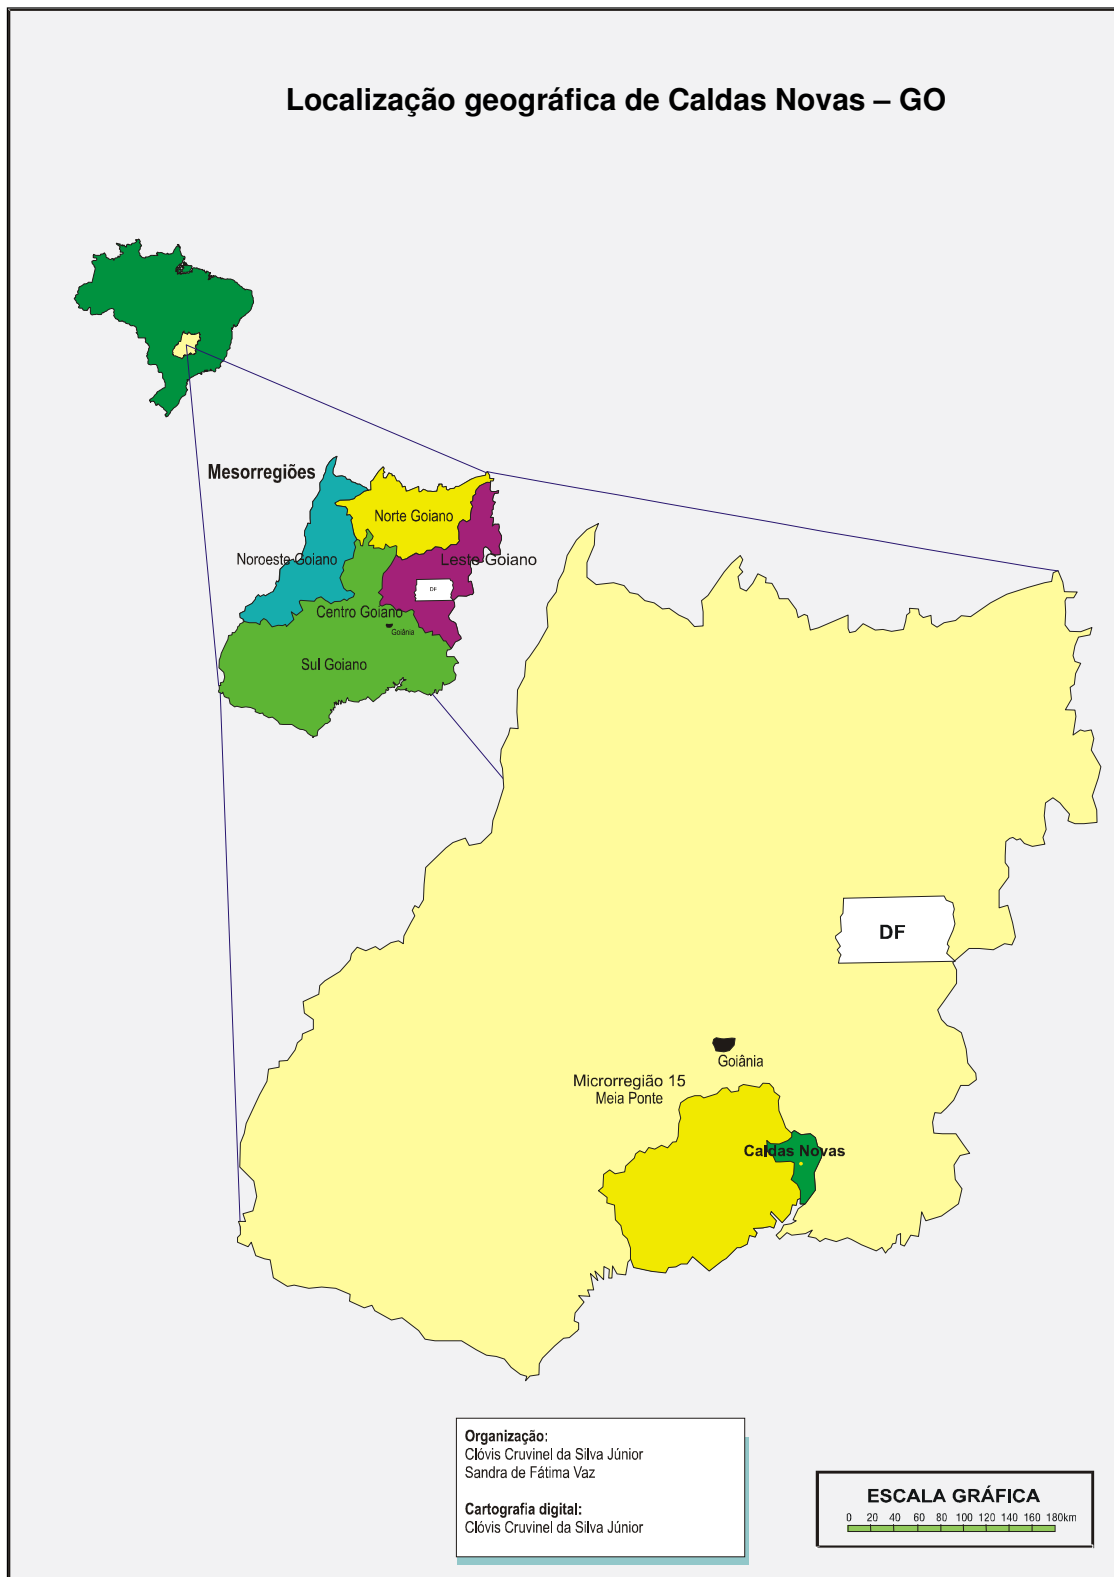 Localização geográfica de Caldas Novas – GO
Mesorregiões
Norte Goiano
Noroeste Goiano
Leste Goiano
DF
Centro Goiano
Goiânia
Sul Goiano
DF
Goiânia
Microrregião 15
Meia Ponte
Caldas Novas
Organização:
Clóvis Cruvinel da Silva Júnior
Sandra de Fátima Vaz
Cartografia digital:
Clóvis Cruvinel da Silva Júnior
ESCALA GRÁFICA
0 20 40 60 80 100 120 140 160 180km